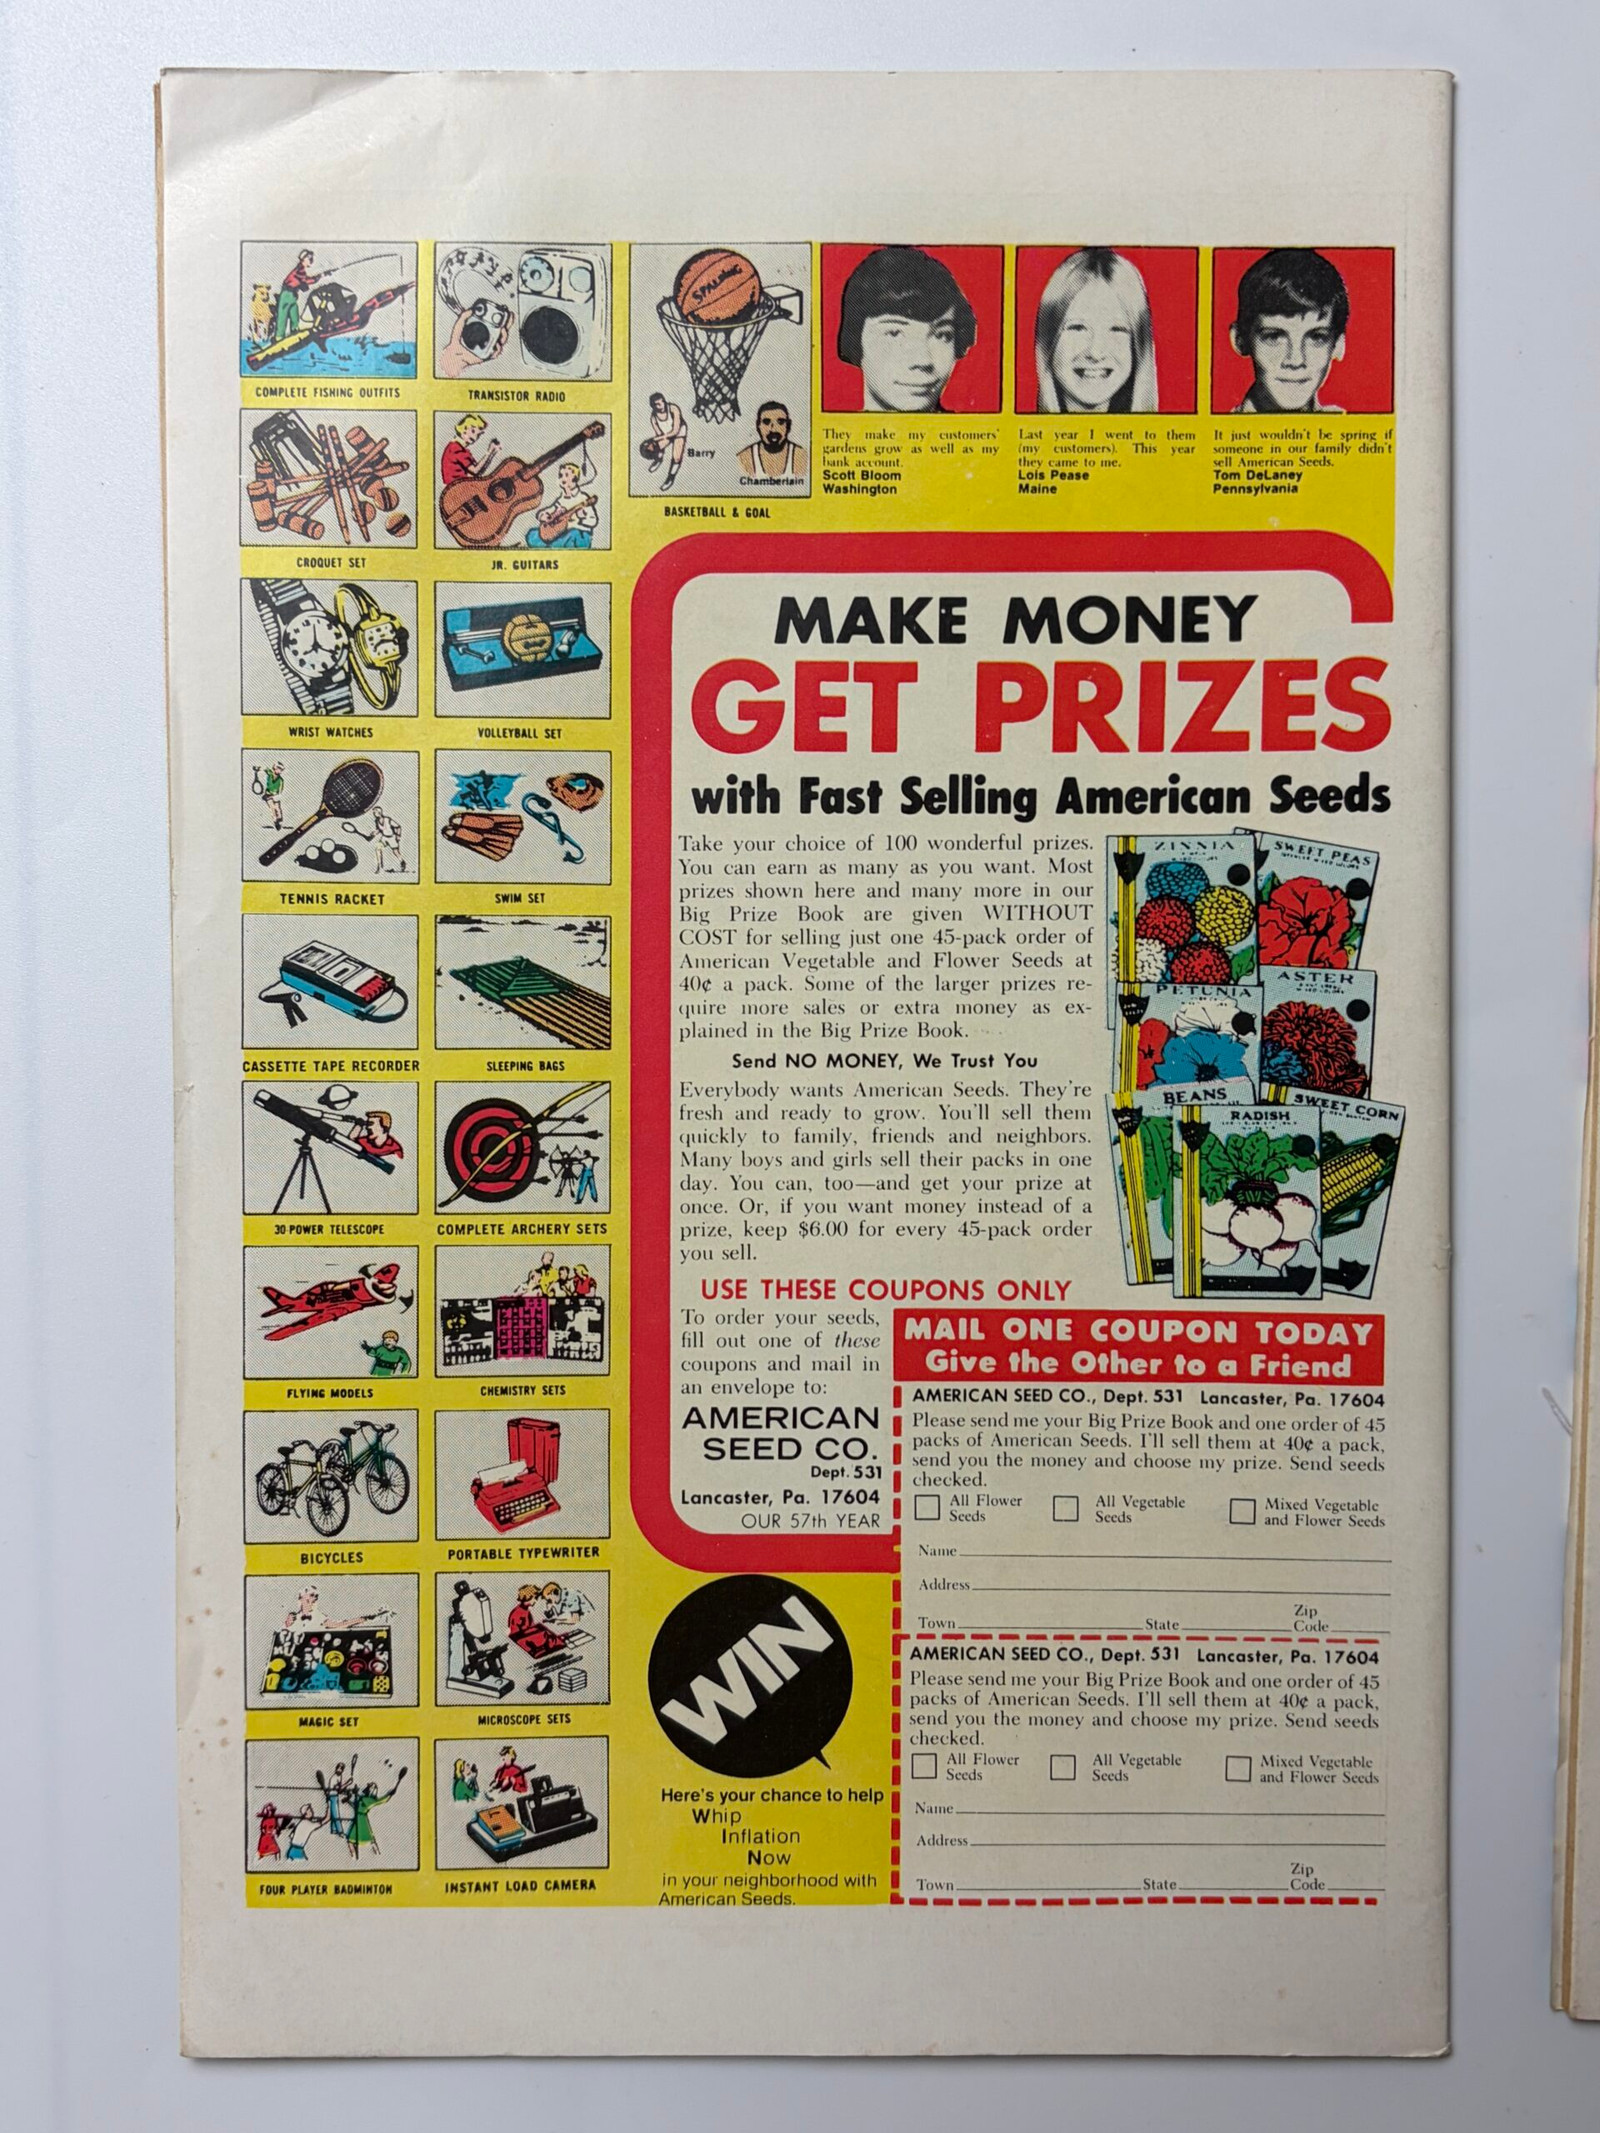 COMPLETE FISHING OUTFITS
TRANSISTOR RADIO
CROQUET SET
JR. GUITARS
WRIST WATCHES
VOLLEYBALL SET
TENNIS RACKET
SWIM SET
CASSETTE TAPE RECORDER
SLEEPING BAGS
30-POWER TELESCOPE
COMPLETE ARCHERY SETS
FLYING MODELS
CHEMISTRY SETS
BICYCLES
PORTABLE TYPEWRITER
MAGIC SET
MICROSCOPE SETS
FOUR PLAYER BADMINTON
INSTANT LOAD CAMERA
SPALDING
Barry
Chamberlain
BASKETBALL & GOAL
They make my customers'
gardens grow as well as my
bank account.
Scott Bloom
Washington
Last year I went to them
(my customers). This year
they came to me.
Lois Pease
Maine
It just wouldn't be spring if
someone in our family didn't
sell American Seeds.
Tom DeLaney
Pennsylvania
MAKE MONEY
GET PRIZES
with Fast Selling American Seeds
Take your choice of 100 wonderful prizes.
You can earn as many as you want. Most
prizes shown here and many more in our
Big Prize Book are given WITHOUT
COST for selling just one 45-pack order of
American Vegetable and Flower Seeds at
40¢ a pack. Some of the larger prizes re-
quire more sales or extra money as ex-
plained in the Big Prize Book.
Send NO MONEY, We Trust You
Everybody wants American Seeds. They're
fresh and ready to grow. You'll sell them
quickly to family, friends and neighbors.
Many boys and girls sell their packs in one
day. You can, too—and get your prize at
once. Or, if you want money instead of a
prize, keep $6.00 for every 45-pack order
you sell.
ZINNIA
SWEET PEAS
ASTER
PETUNIA
BEANS
RADISH
SWEET CORN
USE THESE COUPONS ONLY
To order your seeds,
fill out one of these
coupons and mail in
an envelope to:
AMERICAN
SEED CO.
Dept. 531
Lancaster, Pa. 17604
OUR 57th YEAR
MAIL ONE COUPON TODAY
Give the Other to a Friend
AMERICAN SEED CO., Dept. 531 Lancaster, Pa. 17604
Please send me your Big Prize Book and one order of 45
packs of American Seeds. I'll sell them at 40¢ a pack,
send you the money and choose my prize. Send seeds
checked.
All Flower
Seeds
All Vegetable
Seeds
Mixed Vegetable
and Flower Seeds
Name
Address
Town State Zip
Code
AMERICAN SEED CO., Dept. 531 Lancaster, Pa. 17604
Please send me your Big Prize Book and one order of 45
packs of American Seeds. I'll sell them at 40¢ a pack,
send you the money and choose my prize. Send seeds
checked.
All Flower
Seeds
All Vegetable
Seeds
Mixed Vegetable
and Flower Seeds
Name
Address
Town State Zip
Code
WIN
Here's your chance to help
Whip
Inflation
Now
in your neighborhood with
American Seeds.